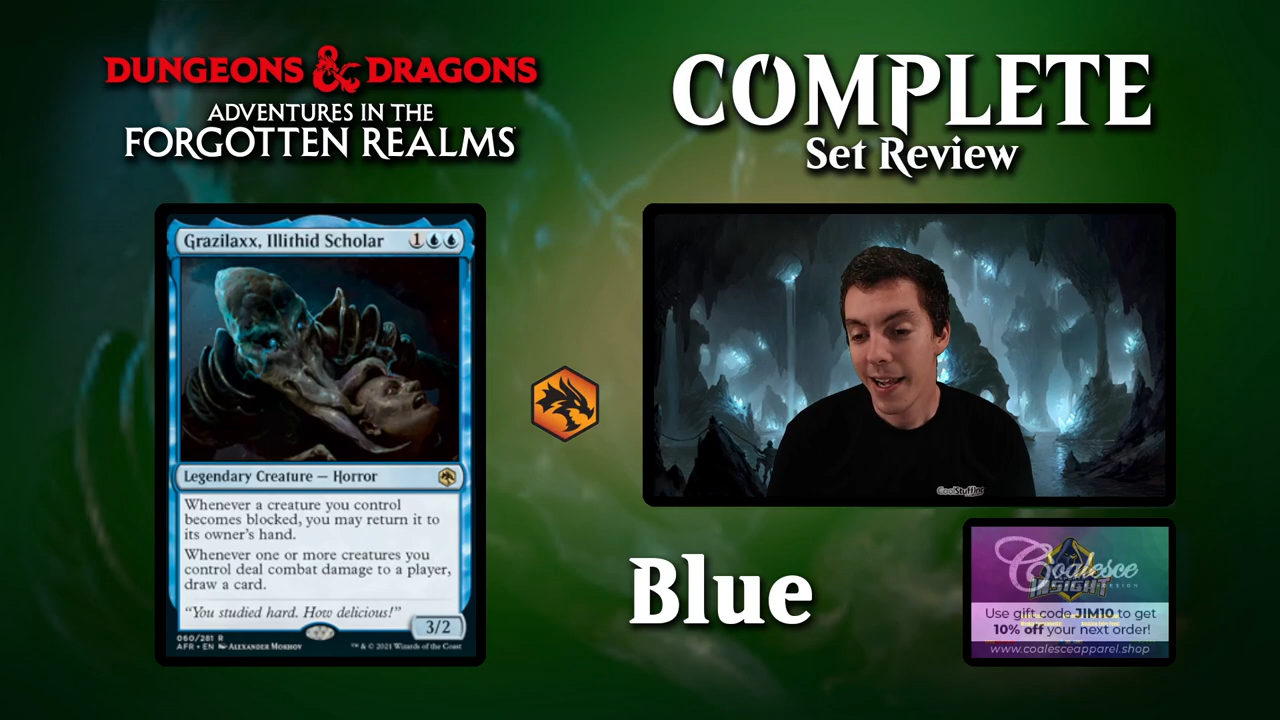 DUNGEONS & DRAGONS
ADVENTURES IN THE
FORGOTTEN REALMS
COMPLETE
Set Review
Grazilaxx, Illithid Scholar 1
Legendary Creature — Horror
Whenever a creature you control
becomes blocked, you may return it to
its owner's hand.
Whenever one or more creatures you
control deal combat damage to a player,
draw a card.
"You studied hard. How delicious!"
3/2
060/281 R
AFR • EN ALEXANDER MOKHOV
™ & © 2021 Wizards of the Coast
CoolStuffInc
Blue
Coalesce
INSIGHT
Use gift code JIM10 to get
10% off your next order!
www.coalesceapparel.shop